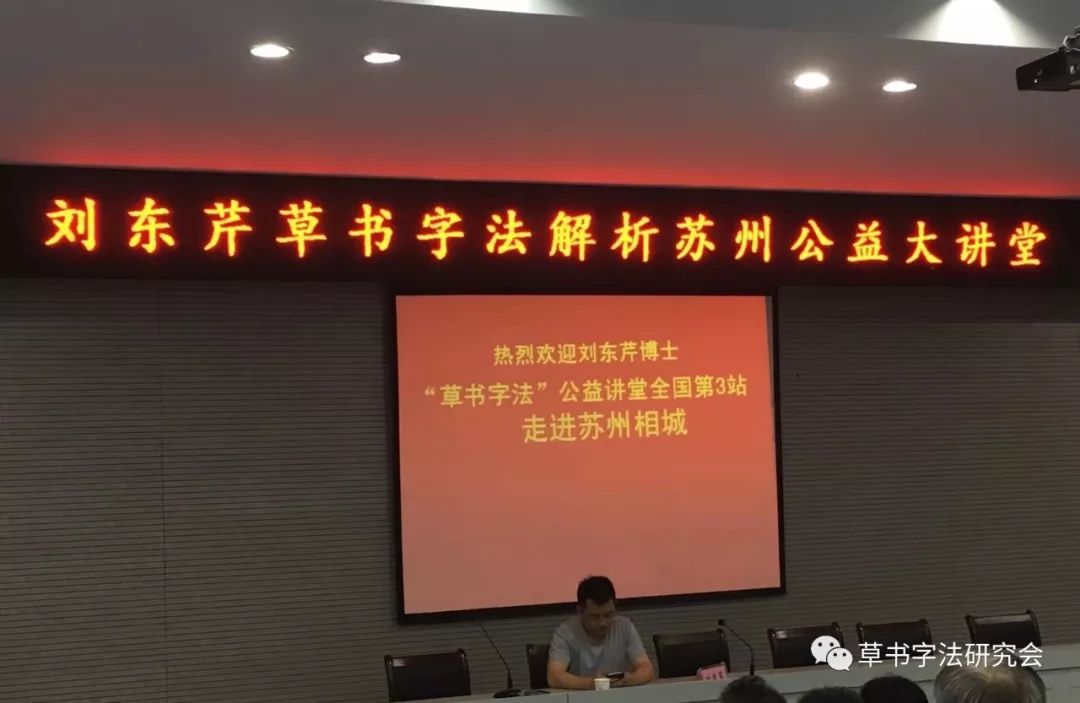 刘东芹草书字法解析苏州公益大讲堂
热烈欢迎刘东芹博士
“草书字法”公益讲堂全国第3站
走进苏州相城
草书字法研究会